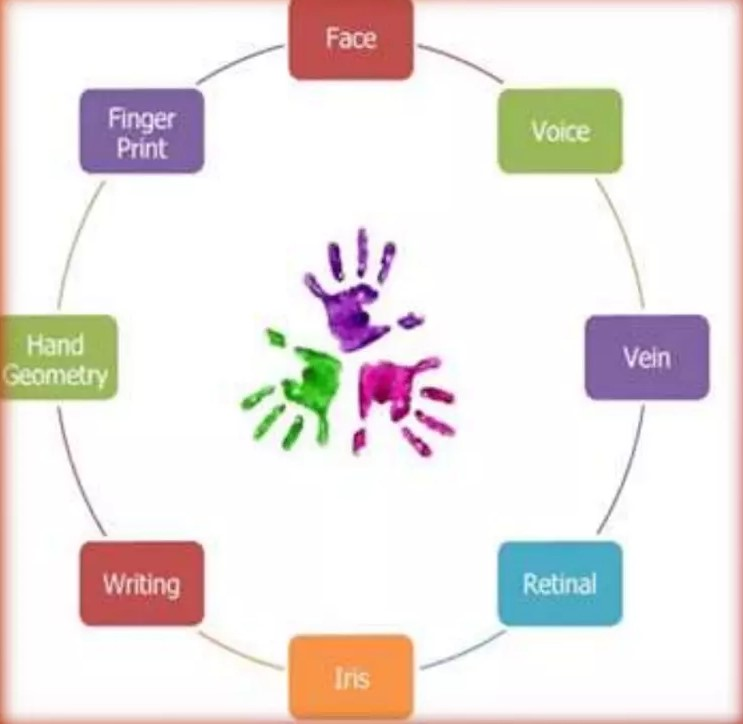 Face
Voice
Vein
Retinal
Iris
Writing
Hand
Geometry
Finger
Print